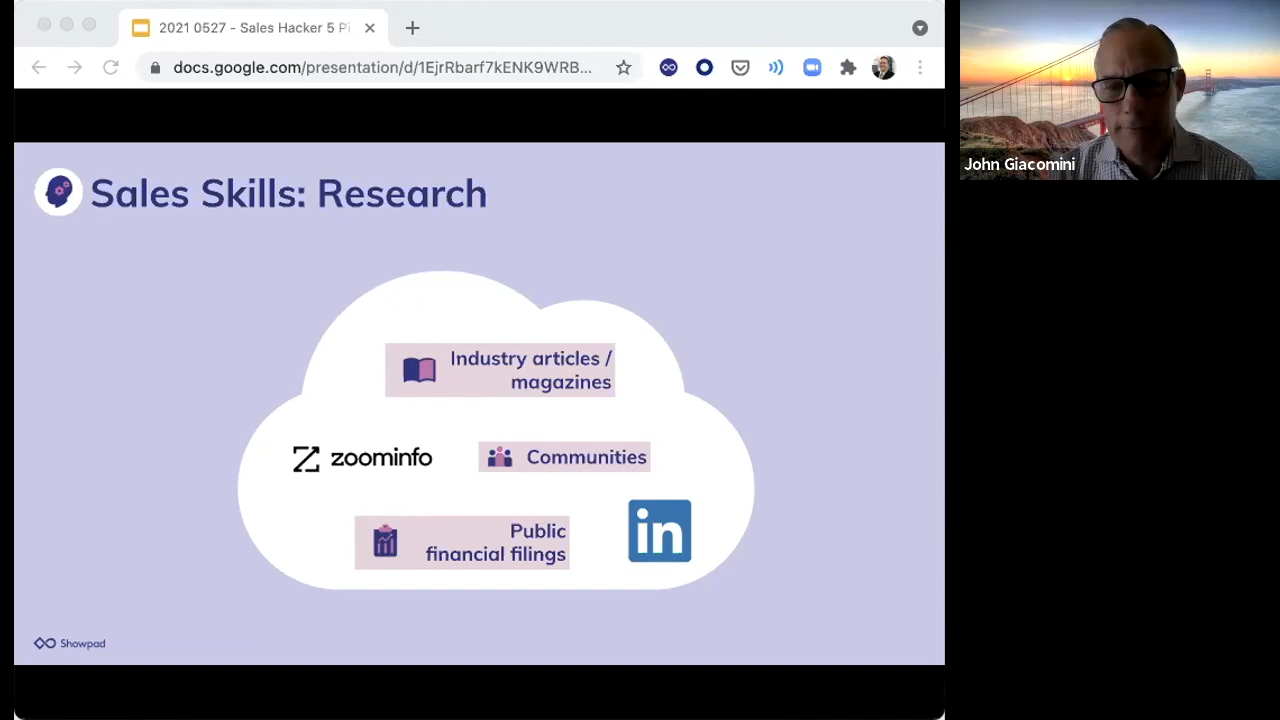 2021 0527 - Sales Hacker 5 Pi
docs.google.com/presentation/d/1EjrRbarf7kENK9WRB...
John Giacomini
Sales Skills: Research
Industry articles /
magazines
zoominfo
Communities
Public
financial filings
in
Showpad